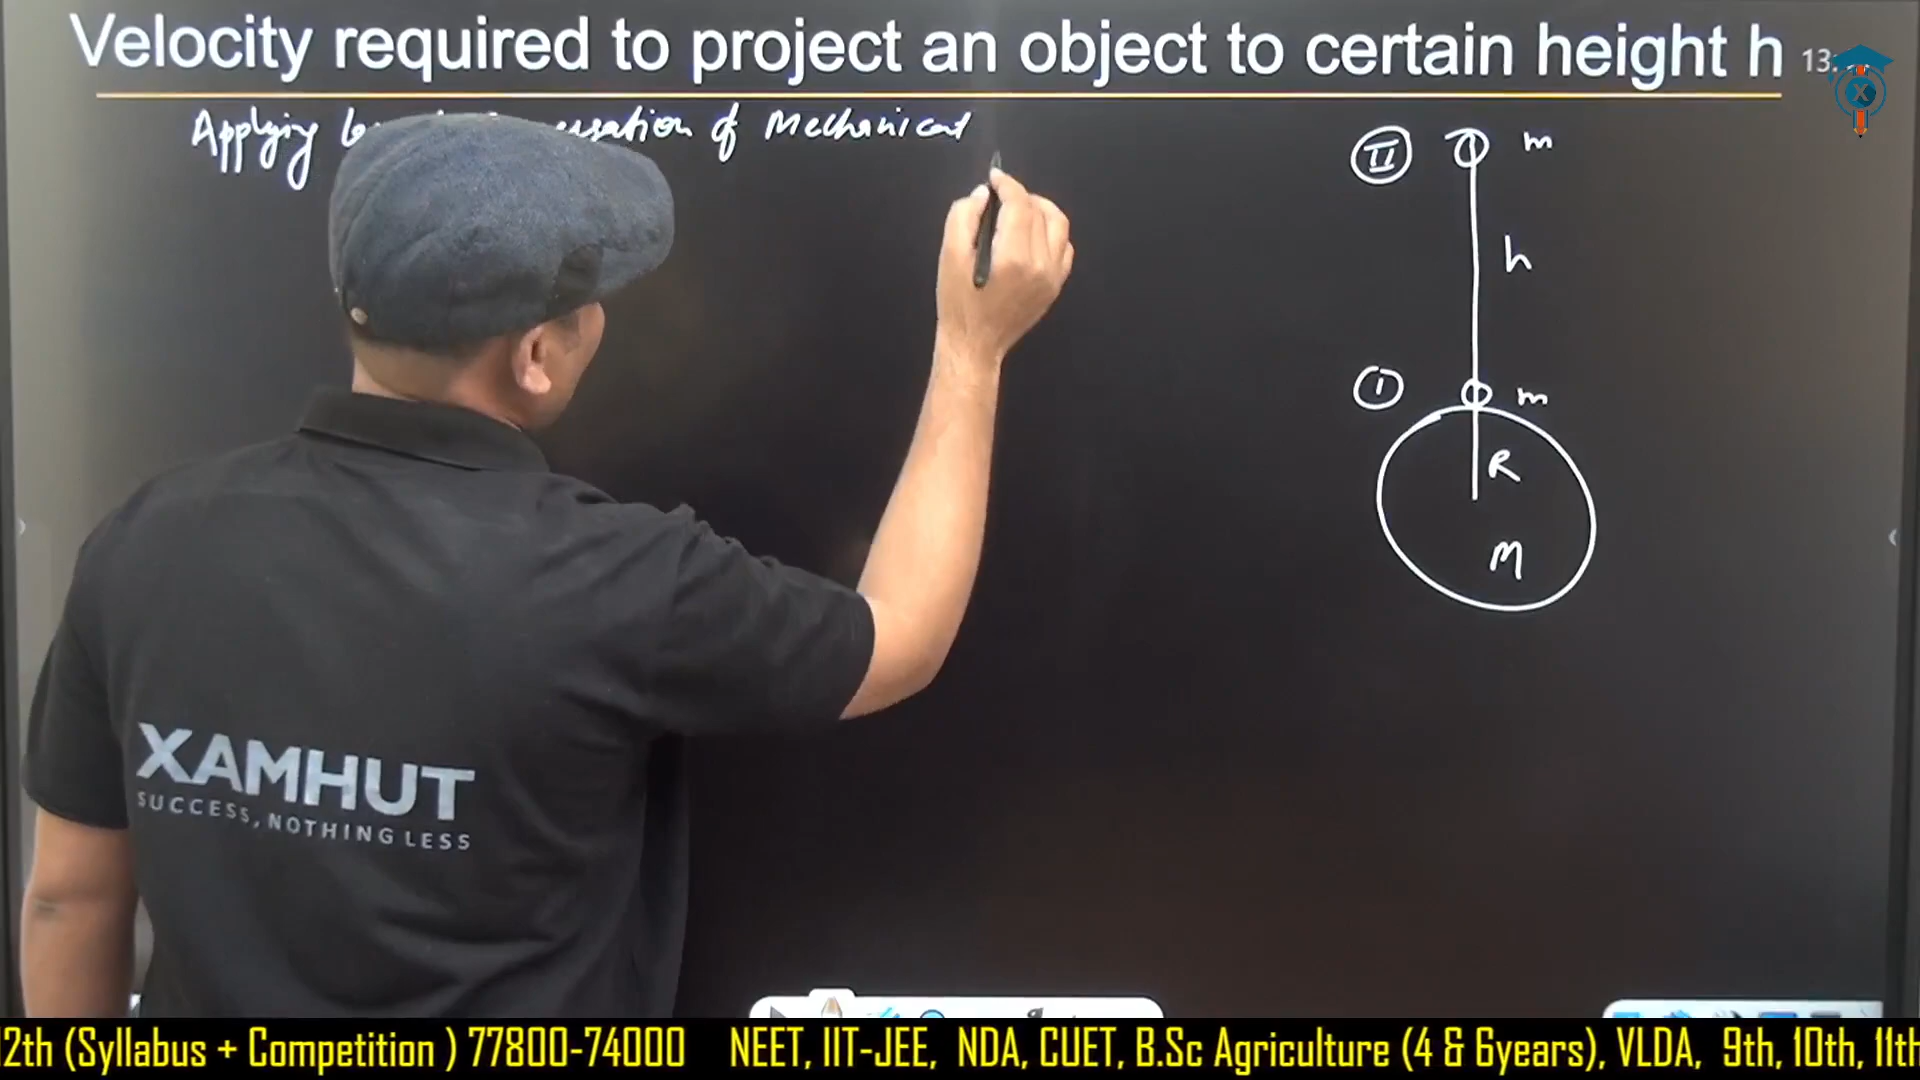 Velocity required to project an object to certain height h
Applying of Mechanical
II m
h
I m
R
M
X
XAMHUT
SUCCESS, NOTHING LESS
2th (Syllabus + Competition ) 77800-74000 NEET, IIT-JEE, NDA, CUET, B.Sc Agriculture (4 & 6years), VLDA, 9th, 10th, 11th